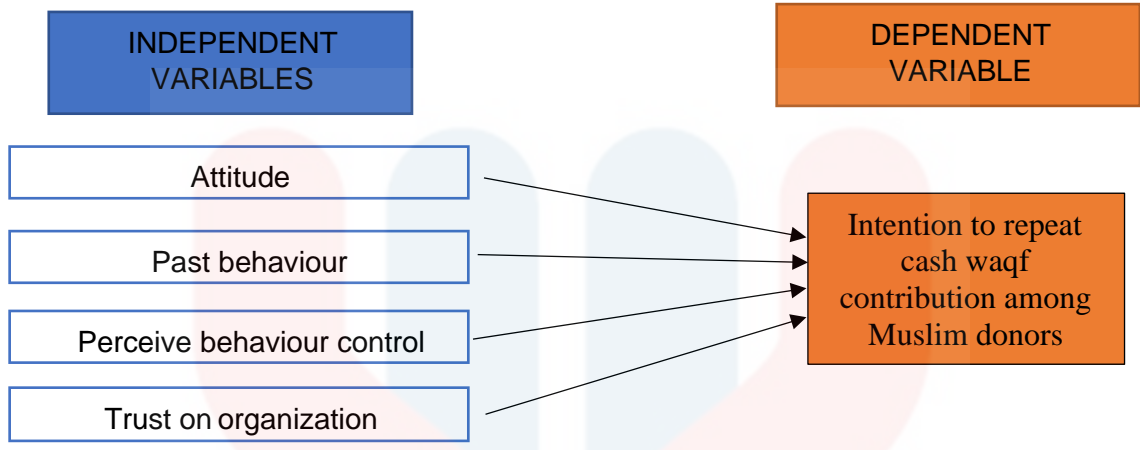 INDEPENDENT
VARIABLES
DEPENDENT
VARIABLE
Attitude
Past behaviour
Perceive behaviour control
Trust on organization
Intention to repeat
cash waqf
contribution among
Muslim donors